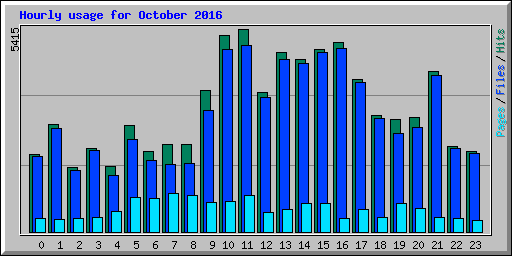 Hourly usage for October 2016
5415
Pages/Files/Hits
0 1 2 3 4 5 6 7 8 9 10 11 12 13 14 15 16 17 18 19 20 21 22 23